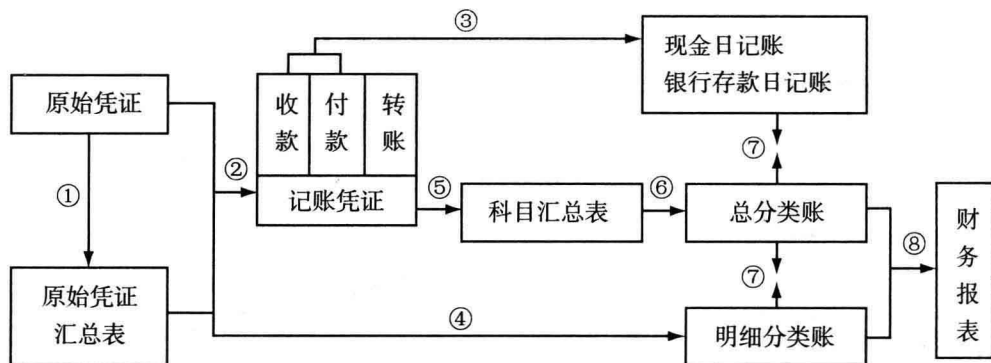 ③
现金日记账
银行存款日记账
原始凭证
收款
付款
转账
①
②
记账凭证
⑦
⑤
科目汇总表
⑥
总分类账
财务报表
⑧
原始凭证
汇总表
④
⑦
明细分类账